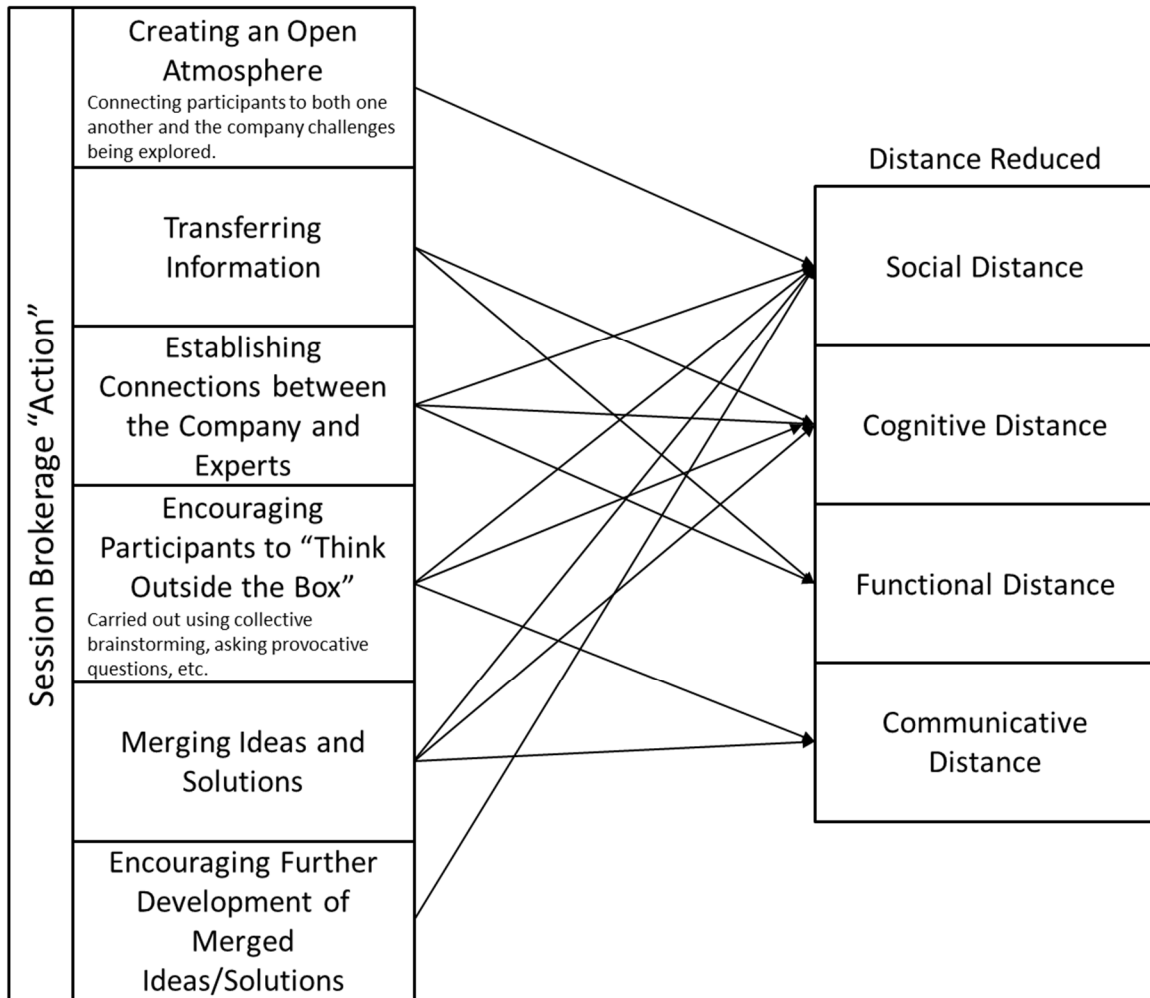 Session Brokerage “Action”
Creating an Open
Atmosphere
Connecting participants to both one
another and the company challenges
being explored.
Transferring
Information
Establishing
Connections between
the Company and
Experts
Encouraging
Participants to “Think
Outside the Box”
Carried out using collective
brainstorming, asking provocative
questions, etc.
Merging Ideas and
Solutions
Encouraging Further
Development of
Merged
Ideas/Solutions
Distance Reduced
Social Distance
Cognitive Distance
Functional Distance
Communicative
Distance